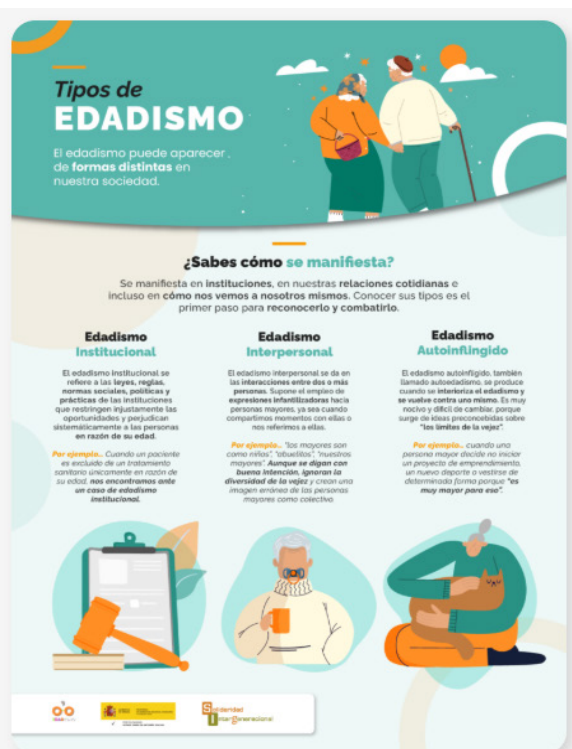 Tipos de
EDADISMO
El edadismo puede aparecer
de formas distintas en
nuestra sociedad.
¿Sabes cómo se manifiesta?
Se manifiesta en instituciones, en nuestras relaciones cotidianas e
incluso en cómo nos vemos a nosotros mismos. Conocer sus tipos es el
primer paso para reconocerlo y combatirlo.
Edadismo
Institucional
El edadismo institucional se
refiere a las leyes, reglas,
normas sociales, políticas y
prácticas de las instituciones
que restringen injustamente las
oportunidades y perjudican
sistemáticamente a las personas
en razón de su edad.
Por ejemplo... Cuando un paciente
es excluido de un tratamiento
sanitario únicamente en razón de
su edad, nos encontramos ante
un caso de edadismo
institucional.
Edadismo
Interpersonal
El edadismo interpersonal se da en
las interacciones entre dos o más
personas. Supone el empleo de
expresiones infantilizadoras hacia
personas mayores, ya sea cuando
compartimos momentos con ellas o
nos referimos a ellas.
Por ejemplo... "los mayores son
como niños", "abuelitos", "nuestros
mayores". Aunque se digan con
buena intención, ignoran la
diversidad de la vejez y crean una
imagen errónea de las personas
mayores como colectivo.
Edadismo
Autoinflingido
El edadismo autoinfligido, también
llamado autoedadismo, se produce
cuando se interioriza el edadismo y
se vuelve contra uno mismo. Es muy
nocivo y difícil de cambiar, porque
surge de ideas preconcebidas sobre
"los límites de la vejez".
Por ejemplo... cuando una
persona mayor decide no iniciar
un proyecto de emprendimiento,
un nuevo deporte o vestirse de
determinada forma porque "es
muy mayor para eso".
Solidaridad
Intergeneracional